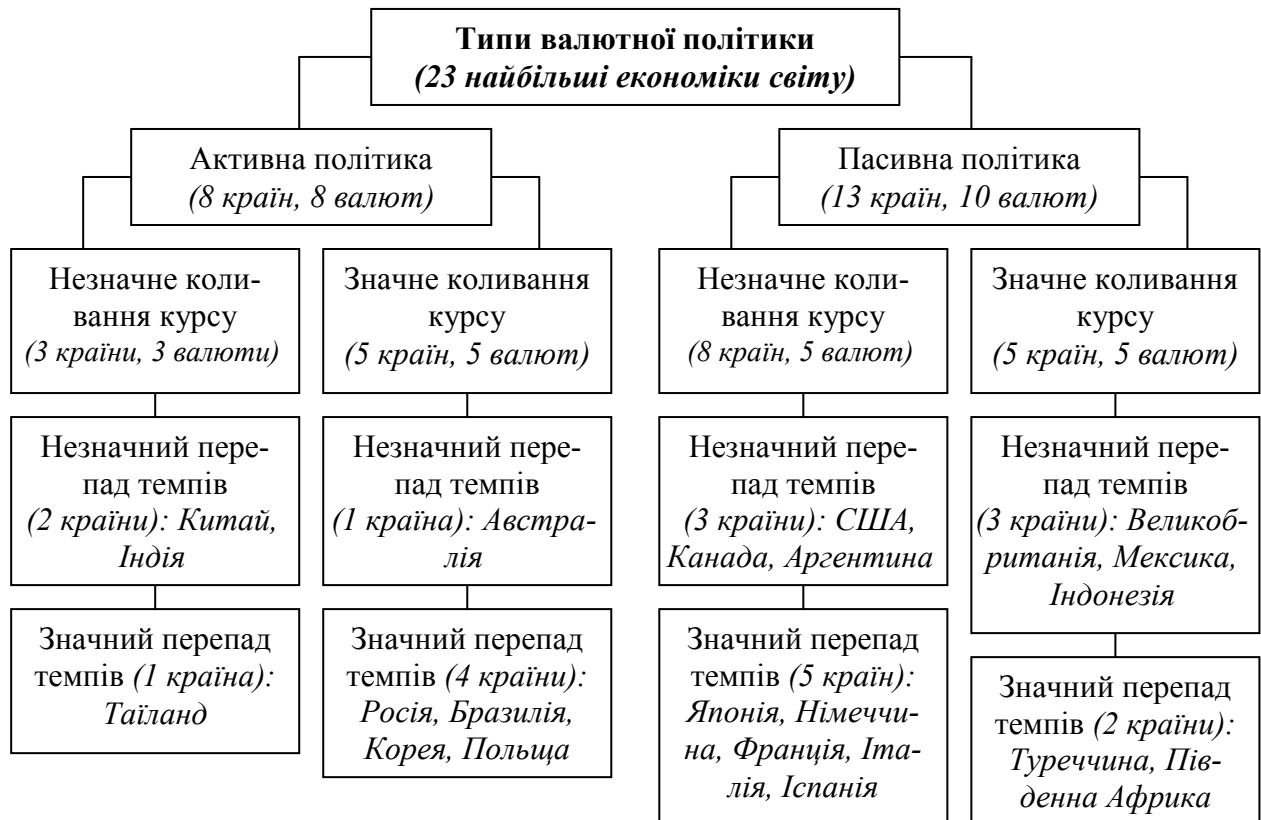 Типи валютної політики
(23 найбільші економіки світу)
Активна політика
(8 країн, 8 валют)
Пасивна політика
(13 країн, 10 валют)
Незначне коли-
вання курсу
(3 країни, 3 валюти)
Значне коливання
курсу
(5 країн, 5 валют)
Незначне коли-
вання курсу
(8 країн, 5 валют)
Значне коливання
курсу
(5 країн, 5 валют)
Незначний пере-
пад темпів
(2 країни): Китай,
Індія
Незначний пере-
пад темпів
(1 країна): Австра-
лія
Незначний пере-
пад темпів
(3 країни): США,
Канада, Аргентина
Незначний пере-
пад темпів
(3 країни): Великоб-
ританія, Мексика,
Індонезія
Значний перепад
темпів (1 країна):
Таїланд
Значний перепад
темпів (4 країни):
Росія, Бразилія,
Корея, Польща
Значний перепад
темпів (5 країн):
Японія, Німеччи-
на, Франція, Іта-
лія, Іспанія
Значний перепад
темпів (2 країни):
Туреччина, Пів-
денна Африка